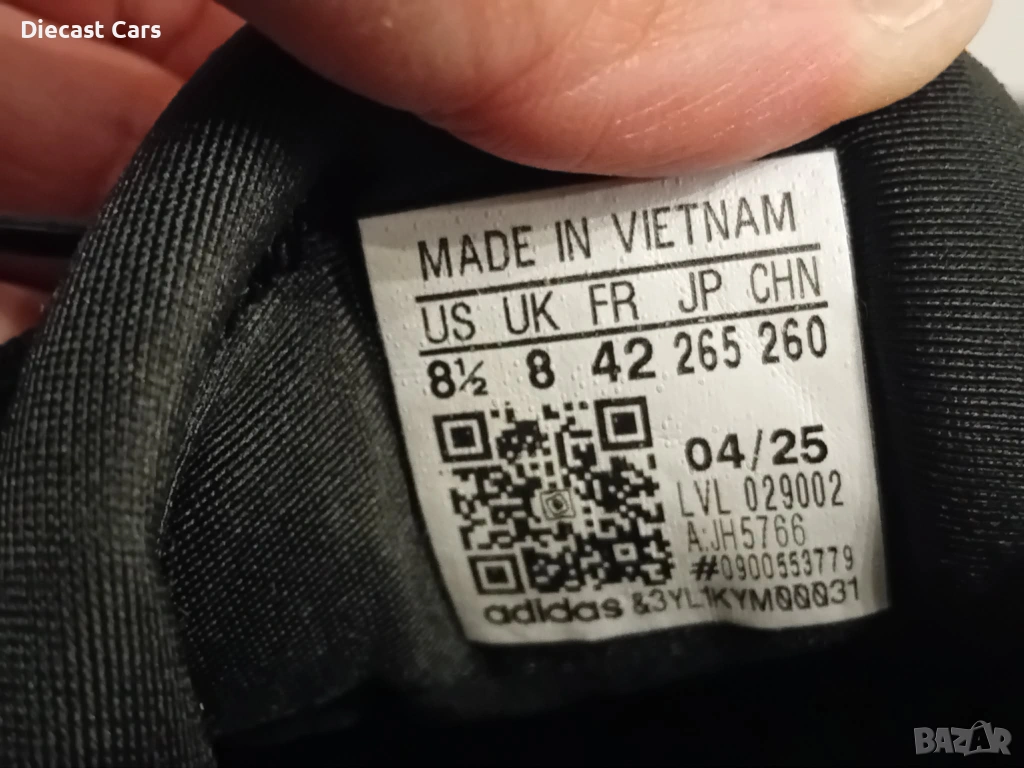 Diecast Cars
MADE IN VIETNAM
US UK FR JP CHN
8½ 8 42 265 260
04/25
LVL 029002
A:JH5766
#0900553779
adidas &3YL1KYM00031
BAZAR